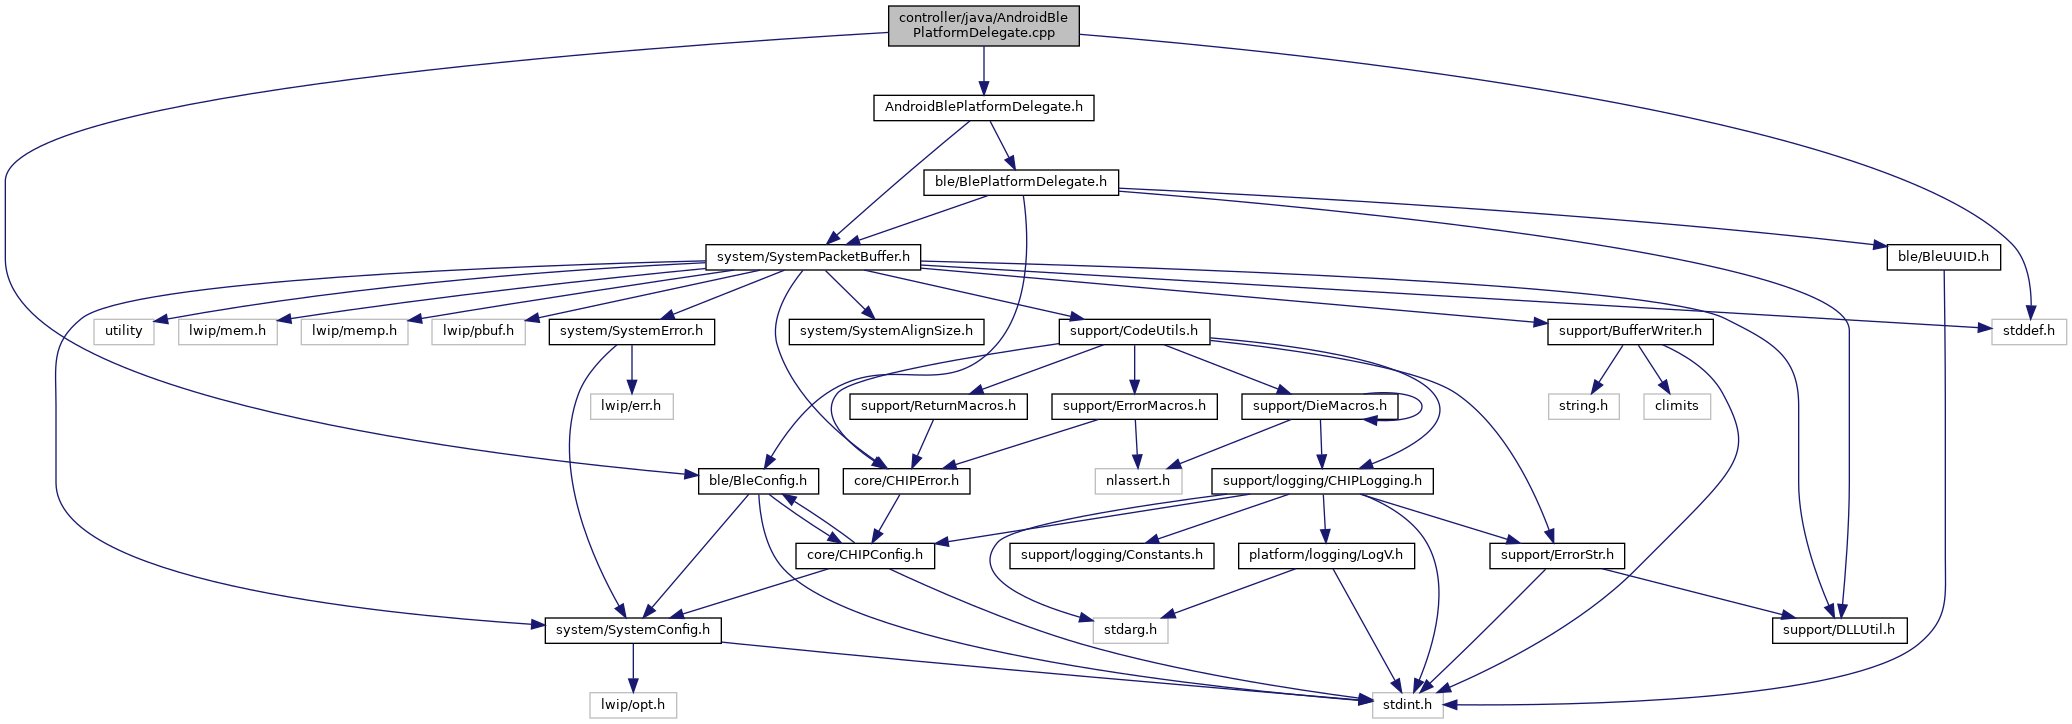 controller/java/AndroidBle
PlatformDelegate.cpp
AndroidBlePlatformDelegate.h
ble/BlePlatformDelegate.h
system/SystemPacketBuffer.h
ble/BleUUID.h
utility
lwip/mem.h
lwip/memp.h
lwip/pbuf.h
system/SystemError.h
system/SystemAlignSize.h
support/CodeUtils.h
support/BufferWriter.h
stddef.h
lwip/err.h
support/ReturnMacros.h
support/ErrorMacros.h
support/DieMacros.h
string.h
climits
ble/BleConfig.h
core/CHIPError.h
nlassert.h
support/logging/CHIPLogging.h
core/CHIPConfig.h
support/logging/Constants.h
platform/logging/LogV.h
support/ErrorStr.h
system/SystemConfig.h
stdarg.h
support/DLLUtil.h
lwip/opt.h
stdint.h